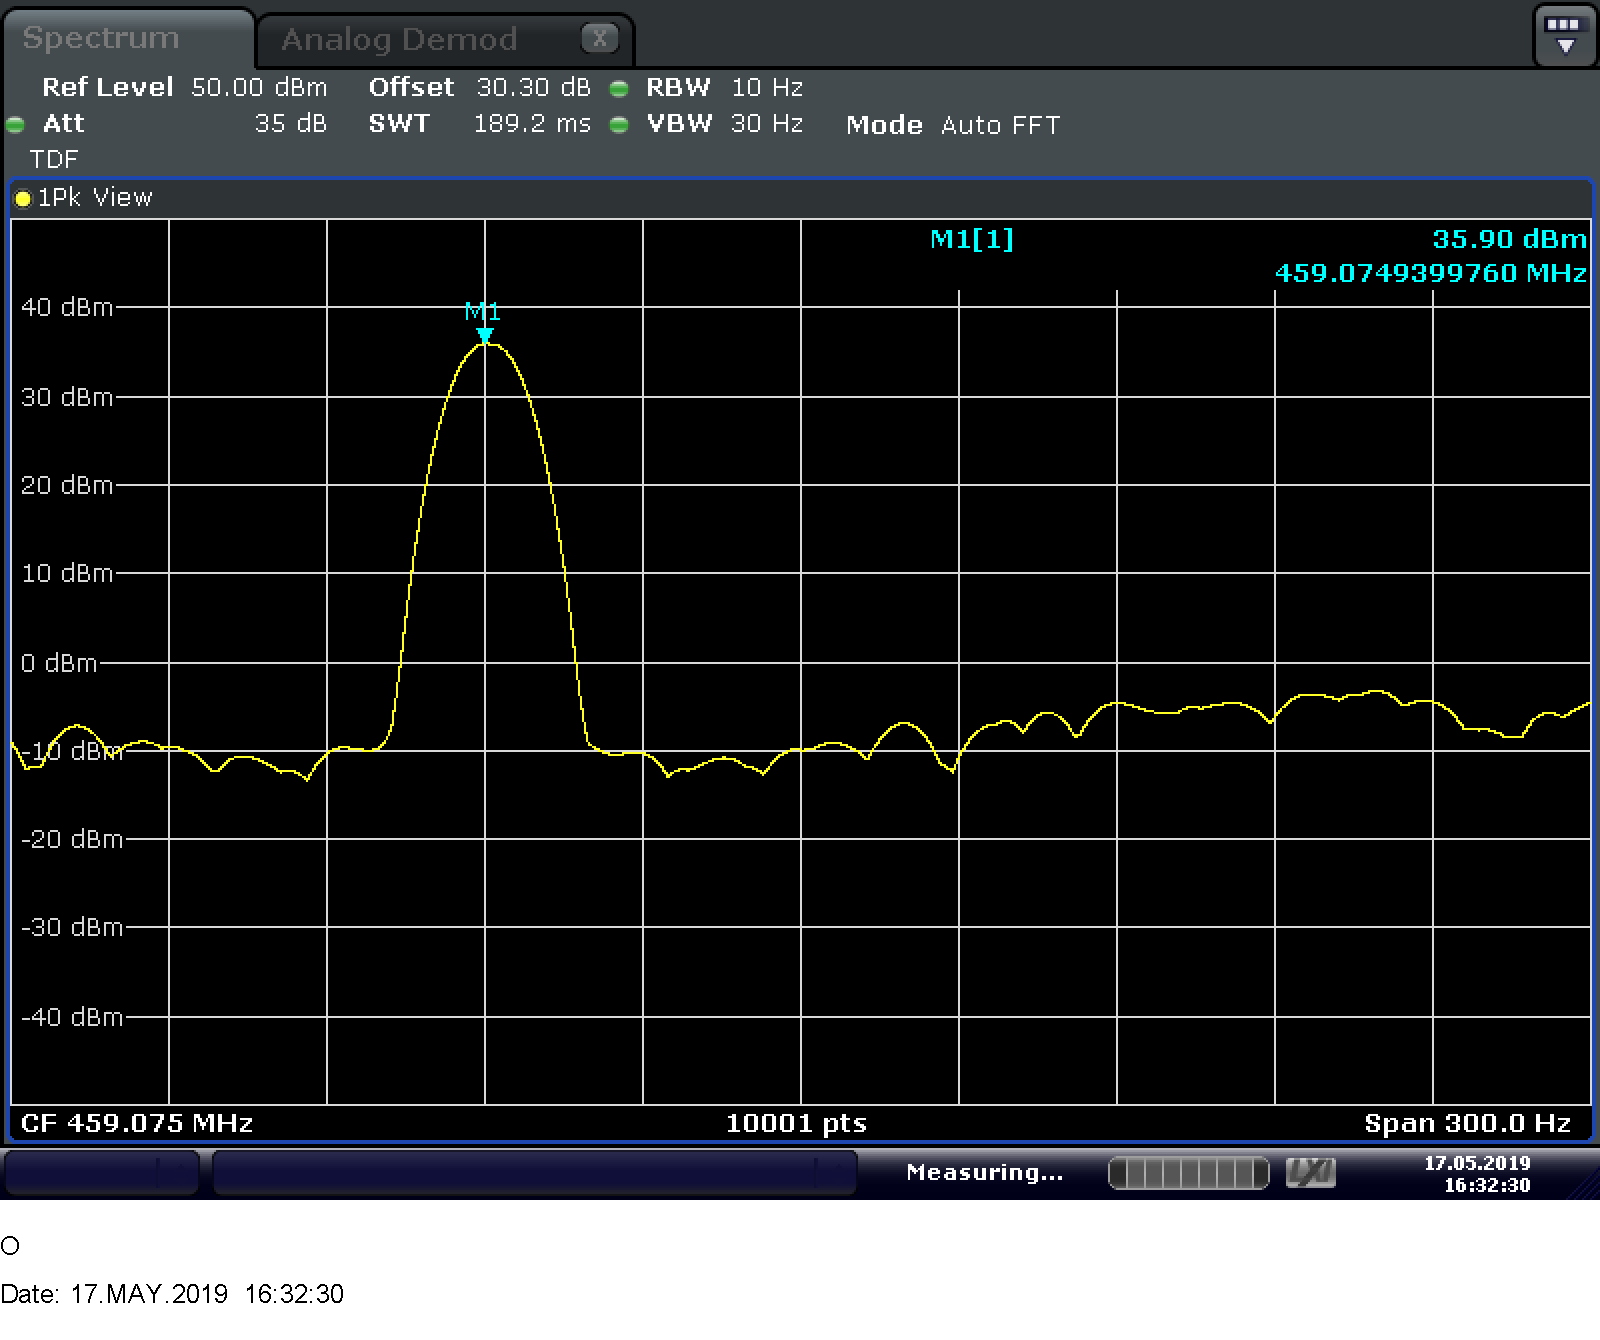 Spectrum Analog Demod X
Ref Level 50.00 dBm Offset 30.30 dB RBW 10 Hz
Att 35 dB SWT 189.2 ms VBW 30 Hz Mode Auto FFT
TDF
1Pk View
M1[1] 35.90 dBm
459.0749399760 MHz
40 dBm
M1
30 dBm
20 dBm
10 dBm
0 dBm
-10 dBm
-20 dBm
-30 dBm
-40 dBm
CF 459.075 MHz 10001 pts Span 300.0 Hz
Measuring... LXI 17.05.2019
16:32:30
O
Date: 17.MAY.2019 16:32:30